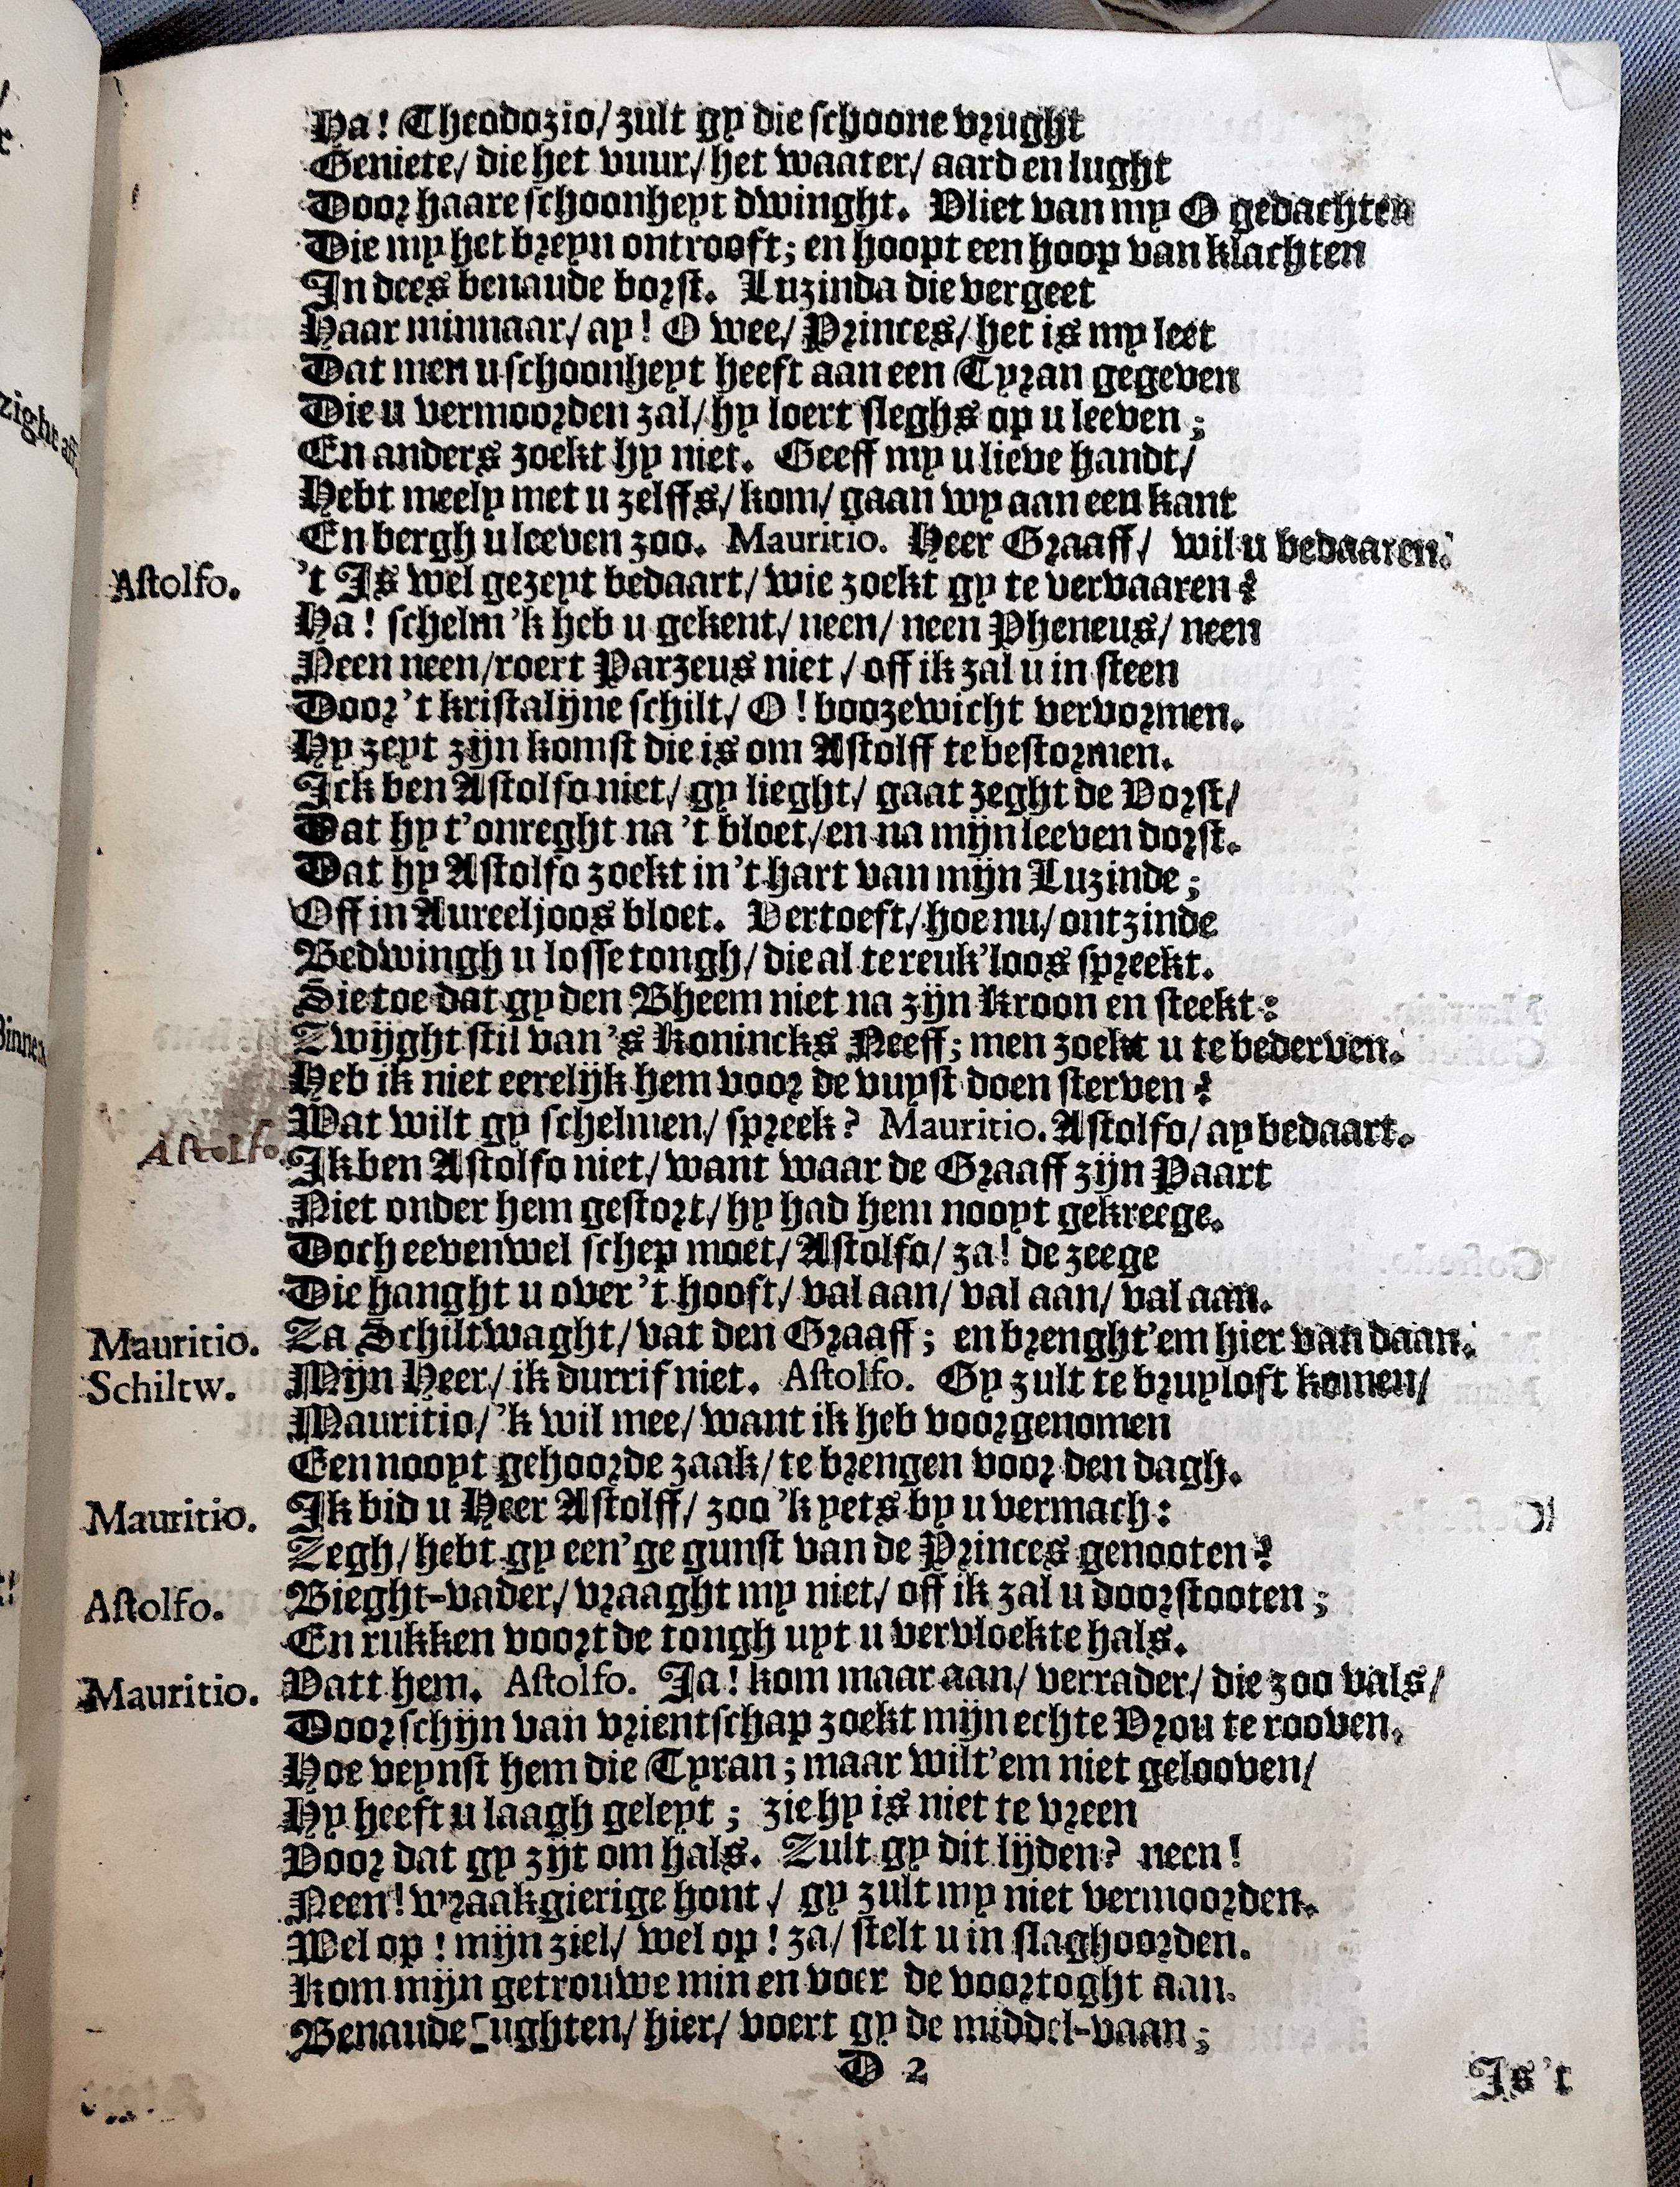 Ha! Theodozio/ zult gy die schoone vrught
Geniete/ die het vuur/ het waater/ aard en lught
Door haare schoonheyt dwinght. Vliet van my O gedachten
Die my het breyn ontrooft; en hoopt een hoop van klachten
In dees benaude borst. Luzinda die vergeet
Haar minnaar/ ay! O wee/ Princes/ het is my leet
Dat men u schoonheyt heeft aan een Tyran gegeven
Die u vermoorden zal/ hy loert sleghs op u leeven;
En anders zoekt hy niet. Geeff my u lieve handt/
Hebt meely met u zelffs/ kom/ gaan wy aan een kant
En bergh u leeven zoo. Mauritio. Heer Graaff/ wil u bedaaren.
Astolfo. 't Is wel gezeyt bedaart/ wie zoekt gy te vervaaren?
Ha! schelm 'k heb u gekent/ neen/ neen Pheneus/ neen
Neen neen/ roert Parzeus niet/ off ik zal u in steen
Door 't kristalijne schilt/ O! boozewicht vervormen.
Hy zeyt zijn komst die is om Astolff te bestormen.
Ick ben Astolfo niet/ gy lieght/ gaat zeght de Vorst/
Dat hy t'onreght na 't bloet/ en na mijn leeven dorst.
Dat hy Astolfo zoekt in 't hart van mijn Luzinde;
Off in Aureeljoos bloet. Vertoeft/ hoe nu/ ontzinde
Bedwingh u losse tongh/ die al te reuk'loos spreekt.
Sie toe dat gy den Bheem niet na zijn Kroon en steekt:
Zwijght stil van 's Konincks Neeff; men zoekt u te bederven.
Heb ik niet eerelijk hem voor de vuyst doen sterven?
Wat wilt gy schelmen/ spreek? Mauritio. Astolfo/ ay bedaart.
Astolfo. Ik ben Astolfo niet/ want waar de Graaff zijn Paart
Niet onder hem gestort/ hy had hem nooyt gekreege.
Doch eevenwel schep moet/ Astolfo/ za! de zeege
Die hanght u over 't hooft/ val aan/ val aan/ val aan.
Mauritio. Za Schiltwaght/ vat den Graaff; en brenght'em hier van daan.
Schiltw. Mijn Heer/ ik durrif niet. Astolfo. Gy zult te bruyloft komen/
Mauritio/ 'k wil mee/ want ik heb voorgenomen
Een nooyt gehoorde zaak/ te brengen voor den dagh.
Mauritio. Ik bid u Heer Astolff/ zoo 'k yets by u vermach:
Zegh/ hebt gy een'ge gunst van de Princes genooten?
Astolfo. Bieght-vader/ vraaght my niet/ off ik zal u doorstooten;
En rukken voort de tongh uyt u vervloekte hals.
Mauritio. Vatt hem. Astolfo. Ja! kom maar aan/ verrader/ die zoo vals/
Door schijn van vrientschap zoekt mijn echte Vrou te rooven.
Hoe veynst hem die Tyran; maar wilt'em niet gelooven/
Hy heeft u laagh geleyt; zie hy is niet te vreen
Voor dat gy zijt om hals. Zult gy dit lijden? neen!
Neen! wraakgierige hont/ gy zult my niet vermoorden.
Wel op! mijn ziel/ wel op! za/ stelt u in slaghoorden.
Kom mijn getrouwe min en voer de voortoght aan.
Benaude ughten/ hier/ voert gy de middel-vaan;
D 2
Is 't